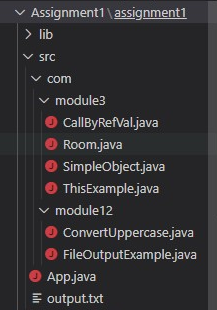 Assignment1\assignment1
lib
src
com
module3
CallByRefVal.java
Room.java
SimpleObject.java
ThisExample.java
module12
ConvertUppercase.java
FileOutputExample.java
App.java
output.txt